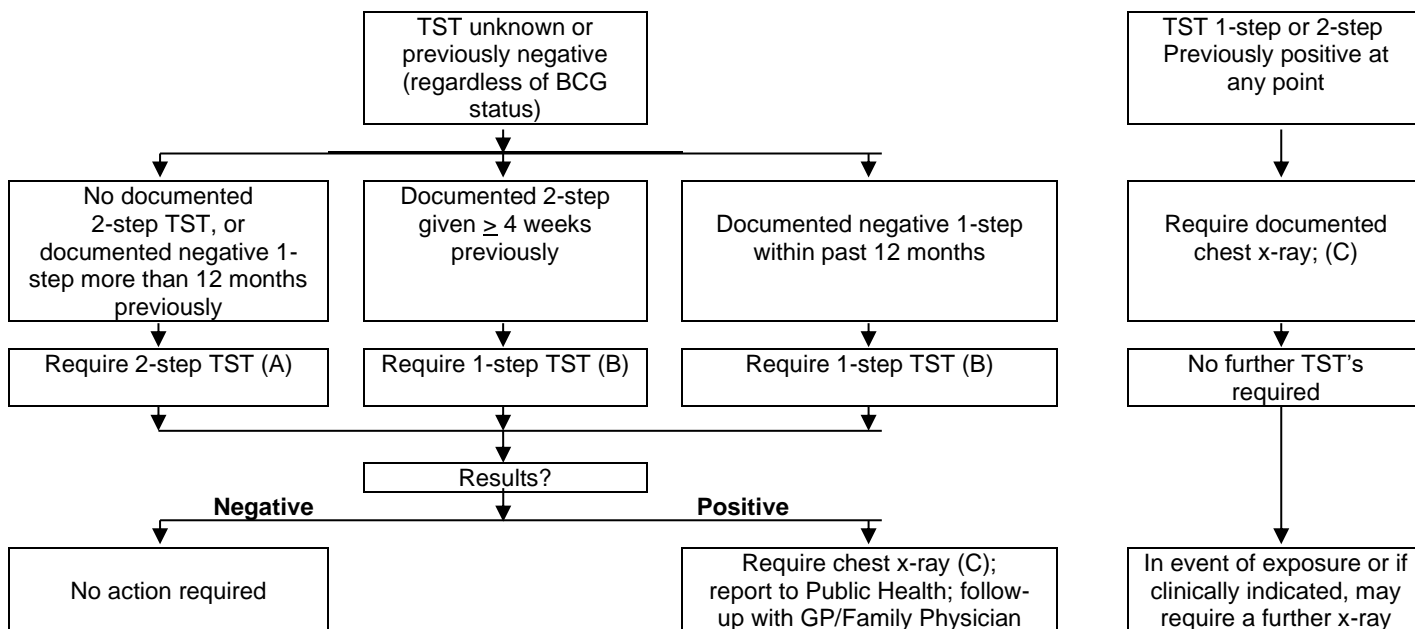 TST unknown or
previously negative
(regardless of BCG
status)
TST 1-step or 2-step
Previously positive at
any point
No documented
2-step TST, or
documented negative 1-
step more than 12 months
previously
Documented 2-step
given ≥ 4 weeks
previously
Documented negative 1-step
within past 12 months
Require documented
chest x-ray; (C)
Require 2-step TST (A)
Require 1-step TST (B)
Require 1-step TST (B)
No further TST's
required
Results?
Negative
Positive
No action required
Require chest x-ray (C);
report to Public Health; follow-
up with GP/Family Physician
In event of exposure or if
clinically indicated, may
require a further x-ray